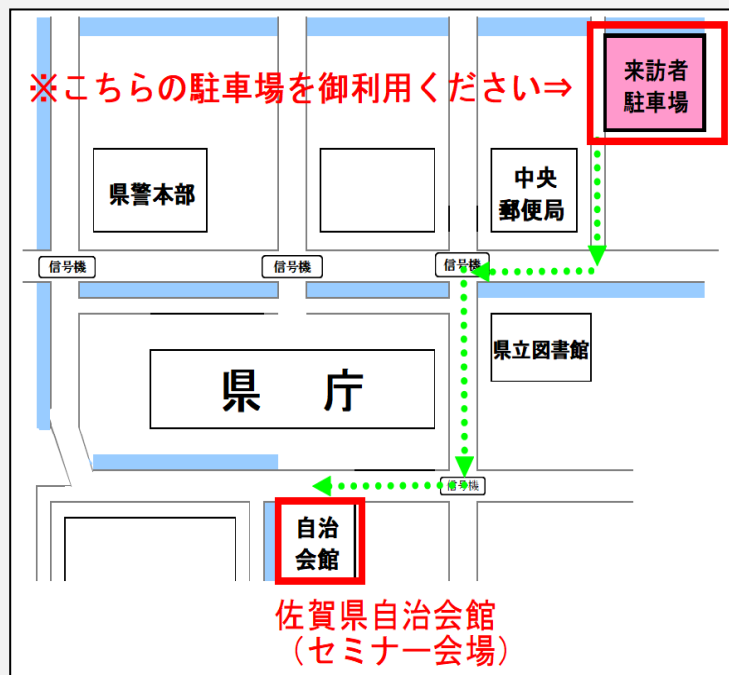 ※こちらの駐車場を御利用ください⇒
来訪者
駐車場
県警本部
中央
郵便局
信号機
信号機
信号機
県立図書館
県 庁
信号機
自治
会館
佐賀県自治会館
（セミナー会場）